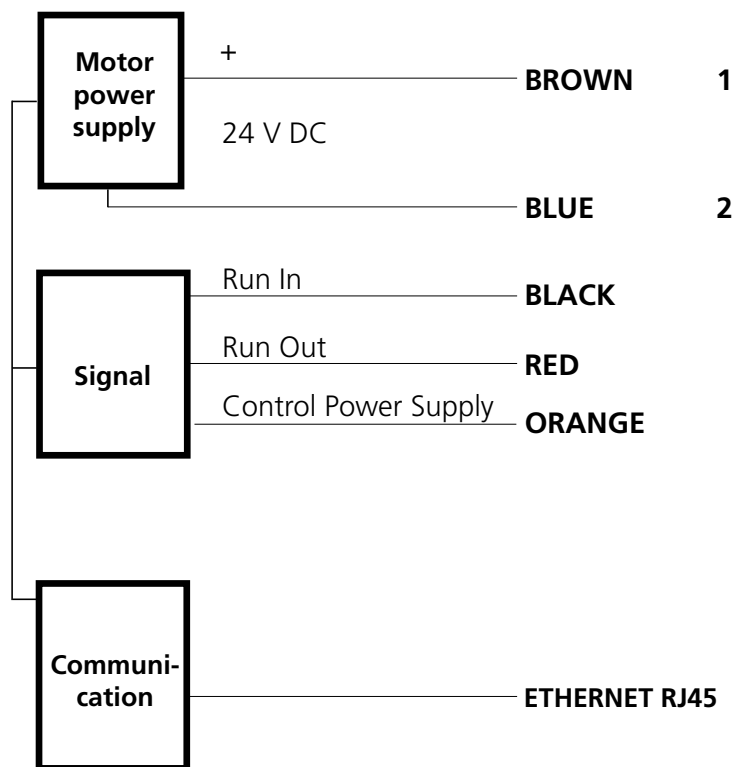 Motor
power
supply
+
24 V DC
BROWN 1
BLUE 2
Signal
Run In
BLACK
Run Out
RED
Control Power Supply
ORANGE
Communi-
cation
ETHERNET RJ45